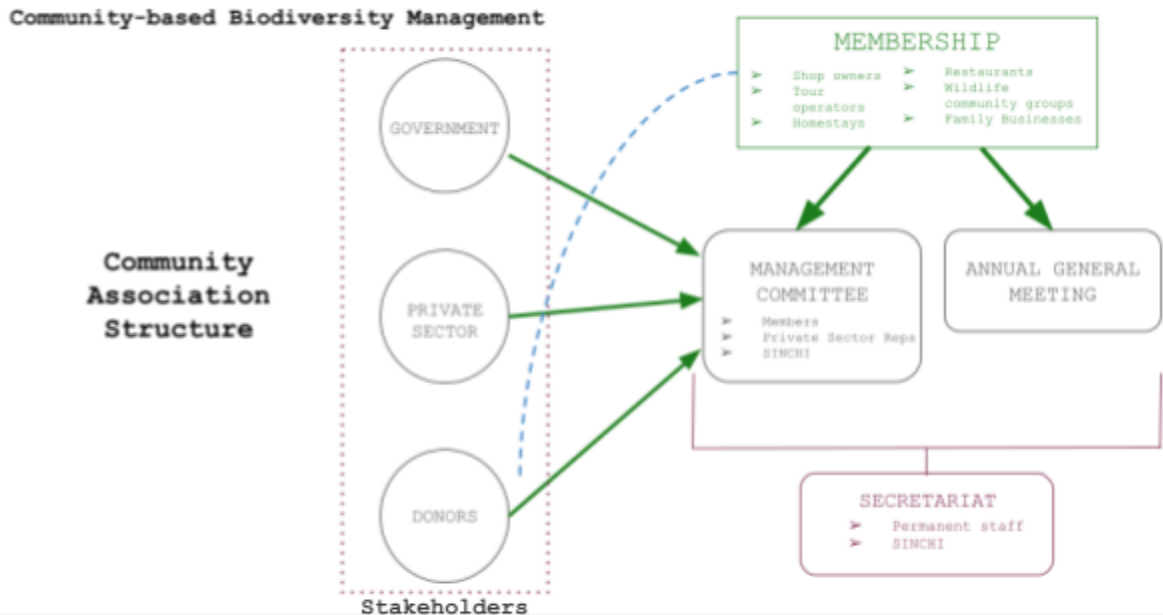 Community-based Biodiversity Management
Community
Association
Structure
GOVERNMENT
PRIVATE
SECTOR
DONORS
Stakeholders
MEMBERSHIP
➢ Shop owners
➢ Tour
operators
➢ Homestays
➢ Restaurants
➢ Wildlife
community groups
➢ Family Businesses
MANAGEMENT
COMMITTEE
➢ Members
➢ Private Sector Reps
➢ SINCHI
ANNUAL GENERAL
MEETING
SECRETARIAT
➢ Permanent staff
➢ SINCHI